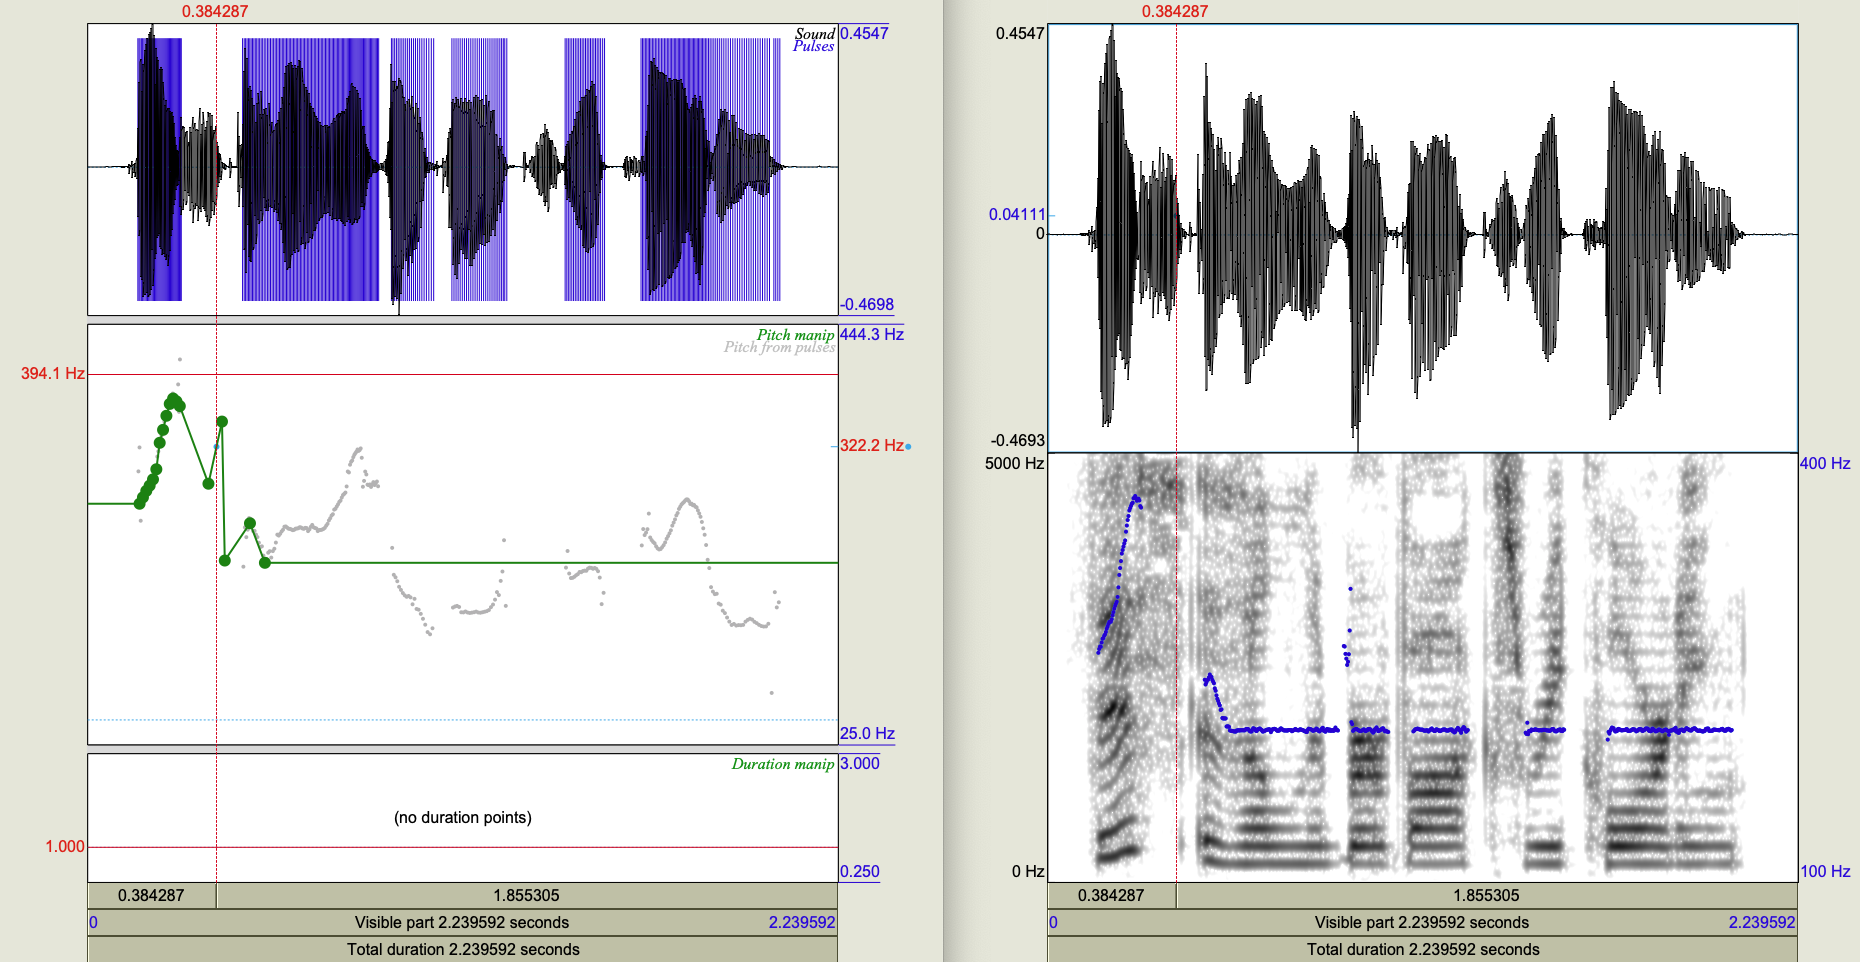 0.384287
Sound
Pulses
0.4547
-0.4698
Pitch manip
Pitch from pulses
444.3 Hz
394.1 Hz
322.2 Hz
25.0 Hz
Duration manip
3.000
(no duration points)
1.000
0.250
0.384287
1.855305
0
Visible part 2.239592 seconds
2.239592
Total duration 2.239592 seconds
0.384287
0.4547
0.04111
0
-0.4693
5000 Hz
400 Hz
0 Hz
100 Hz
0.384287
1.855305
0
Visible part 2.239592 seconds
2.239592
Total duration 2.239592 seconds